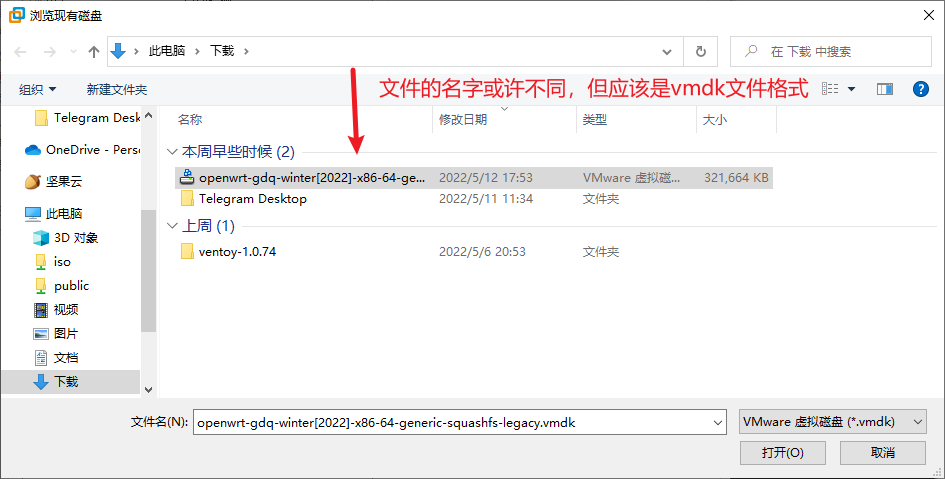 浏览现有磁盘
此电脑 下载
在 下载 中搜索
组织 新建文件夹
文件的名字或许不同，但应该是vmdk文件格式
名称 修改日期 类型 大小
Telegram Desk
OneDrive - Pers
坚果云
此电脑
3D 对象
iso
public
视频
图片
文档
下载
本周早些时候 (2)
openwrt-gdq-winter[2022]-x86-64-ge... 2022/5/12 17:53 VMware 虚拟磁... 321,664 KB
Telegram Desktop 2022/5/11 11:34 文件夹
上周 (1)
ventoy-1.0.74 2022/5/6 20:53 文件夹
文件名(N): openwrt-gdq-winter[2022]-x86-64-generic-squashfs-legacy.vmdk VMware 虚拟磁盘 (*.vmdk)
打开(O) 取消